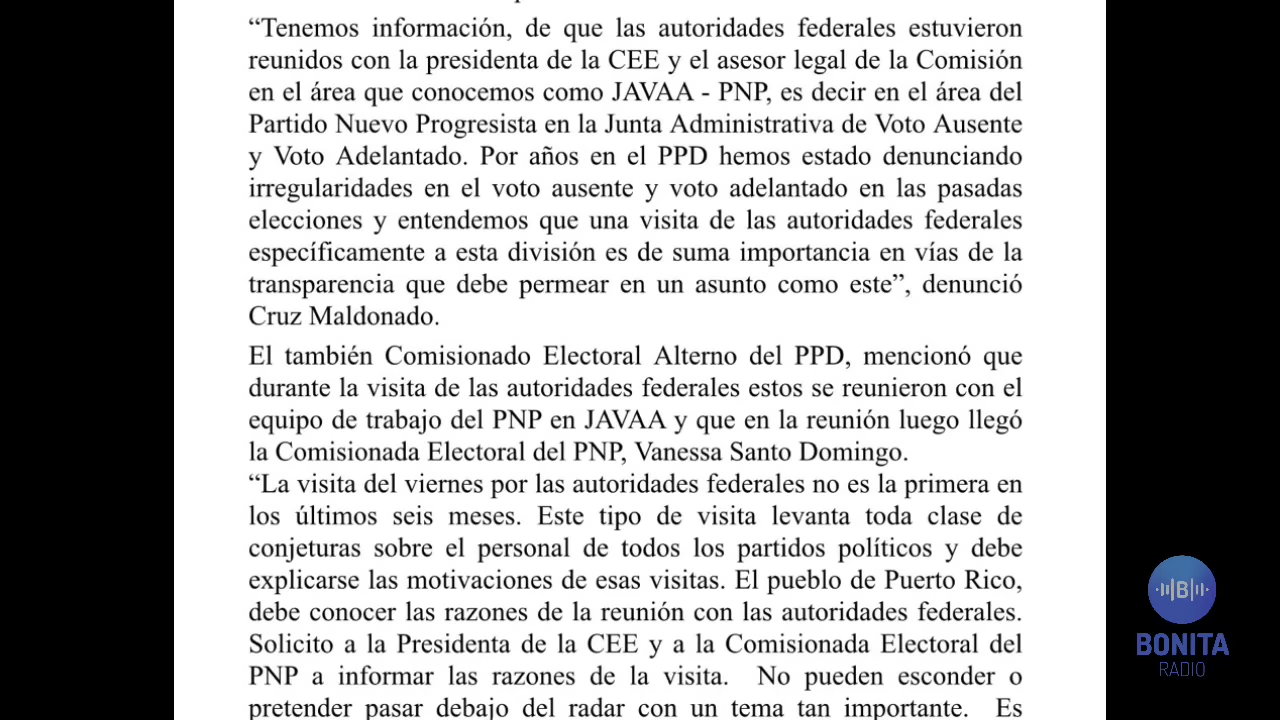 “Tenemos información, de que las autoridades federales estuvieron
reunidos con la presidenta de la CEE y el asesor legal de la Comisión
en el área que conocemos como JAVAA - PNP, es decir en el área del
Partido Nuevo Progresista en la Junta Administrativa de Voto Ausente
y Voto Adelantado. Por años en el PPD hemos estado denunciando
irregularidades en el voto ausente y voto adelantado en las pasadas
elecciones y entendemos que una visita de las autoridades federales
específicamente a esta división es de suma importancia en vías de la
transparencia que debe permear en un asunto como este”, denunció
Cruz Maldonado.
El también Comisionado Electoral Alterno del PPD, mencionó que
durante la visita de las autoridades federales estos se reunieron con el
equipo de trabajo del PNP en JAVAA y que en la reunión luego llegó
la Comisionada Electoral del PNP, Vanessa Santo Domingo.
“La visita del viernes por las autoridades federales no es la primera en
los últimos seis meses. Este tipo de visita levanta toda clase de
conjeturas sobre el personal de todos los partidos políticos y debe
explicarse las motivaciones de esas visitas. El pueblo de Puerto Rico,
debe conocer las razones de la reunión con las autoridades federales.
Solicito a la Presidenta de la CEE y a la Comisionada Electoral del
PNP a informar las razones de la visita. No pueden esconder o
pretender pasar debajo del radar con un tema tan importante. Es
B
BONITA
RADIO